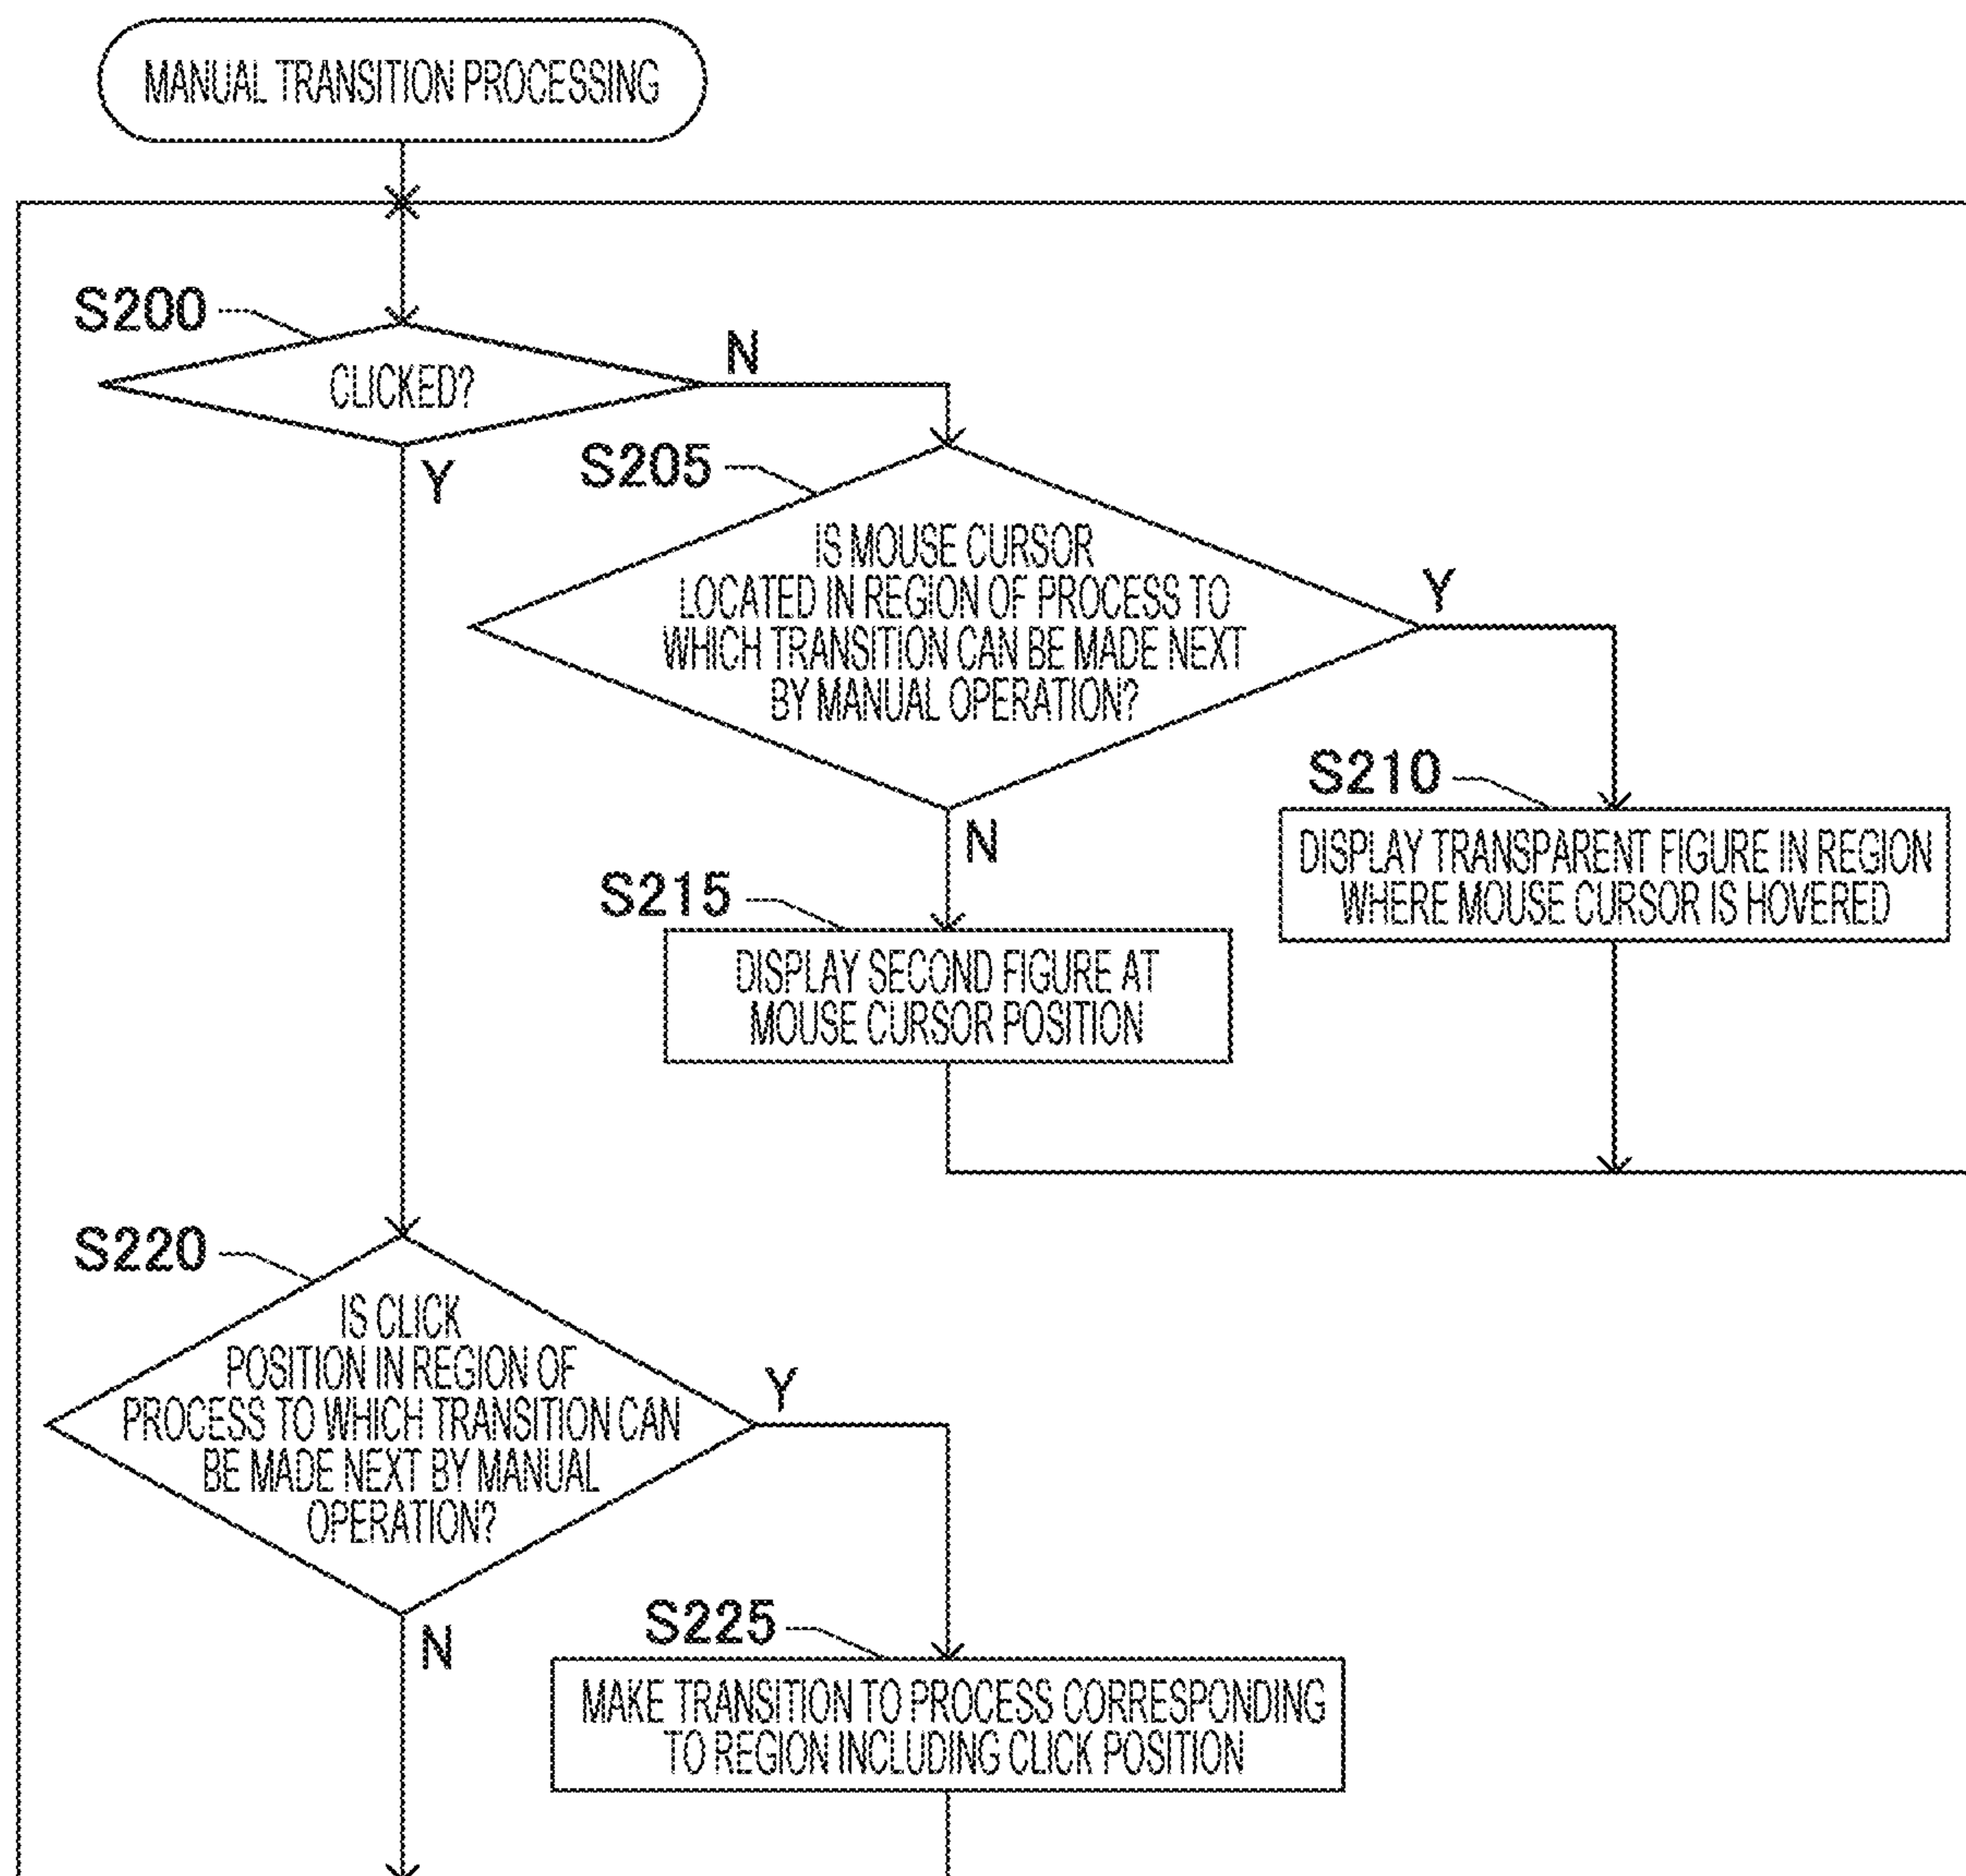 MANUAL TRANSITION PROCESSING
S200
CLICKED?
N
Y
S205
IS MOUSE CURSOR
LOCATED IN REGION OF PROCESS TO
WHICH TRANSITION CAN BE MADE NEXT
BY MANUAL OPERATION?
Y
N
S210
DISPLAY TRANSPARENT FIGURE IN REGION
WHERE MOUSE CURSOR IS HOVERED
S215
DISPLAY SECOND FIGURE AT
MOUSE CURSOR POSITION
S220
IS CLICK
POSITION IN REGION OF
PROCESS TO WHICH TRANSITION CAN
BE MADE NEXT BY MANUAL
OPERATION?
Y
N
S225
MAKE TRANSITION TO PROCESS CORRESPONDING
TO REGION INCLUDING CLICK POSITION